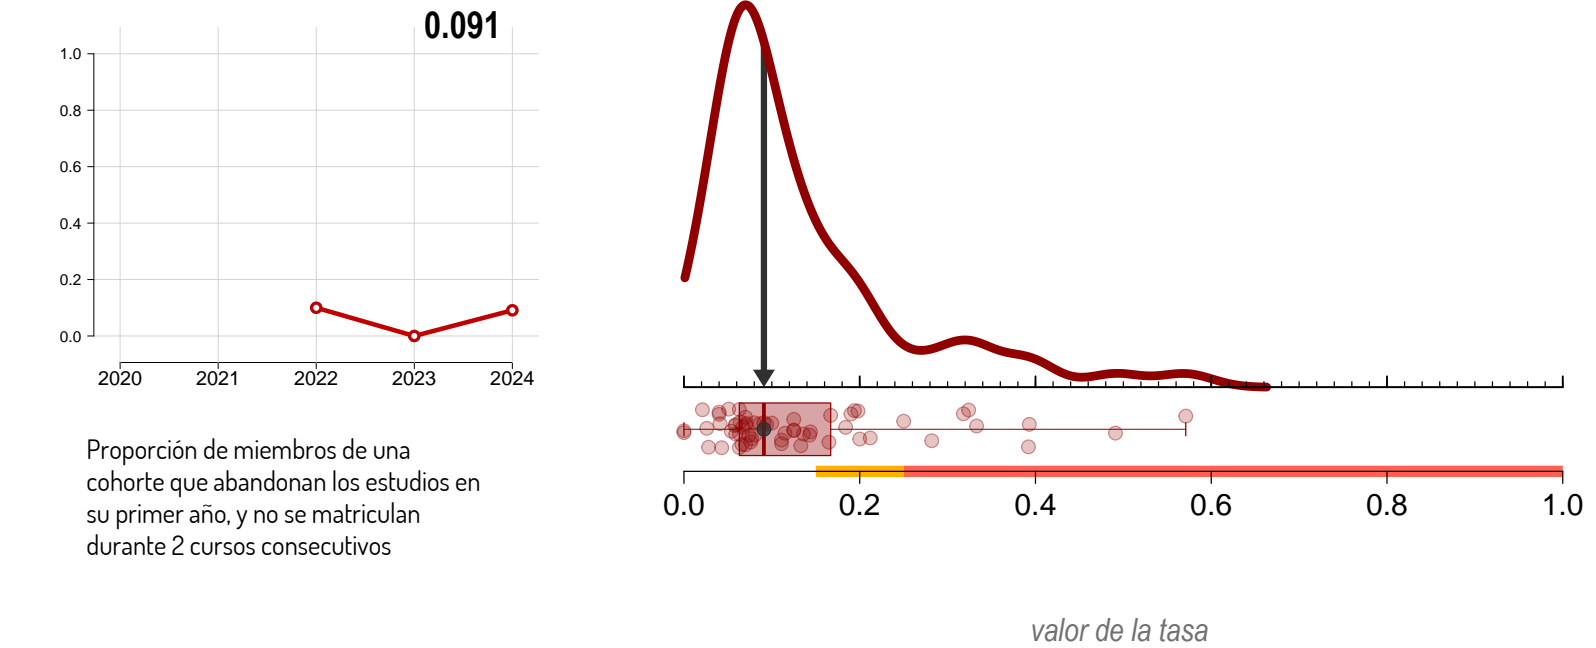 0.091
1.0
0.8
0.6
0.4
0.2
0.0
2020 2021 2022 2023 2024
Proporción de miembros de una
cohorte que abandonan los estudios en
su primer año, y no se matriculan
durante 2 cursos consecutivos
0.0 0.2 0.4 0.6 0.8 1.0
valor de la tasa